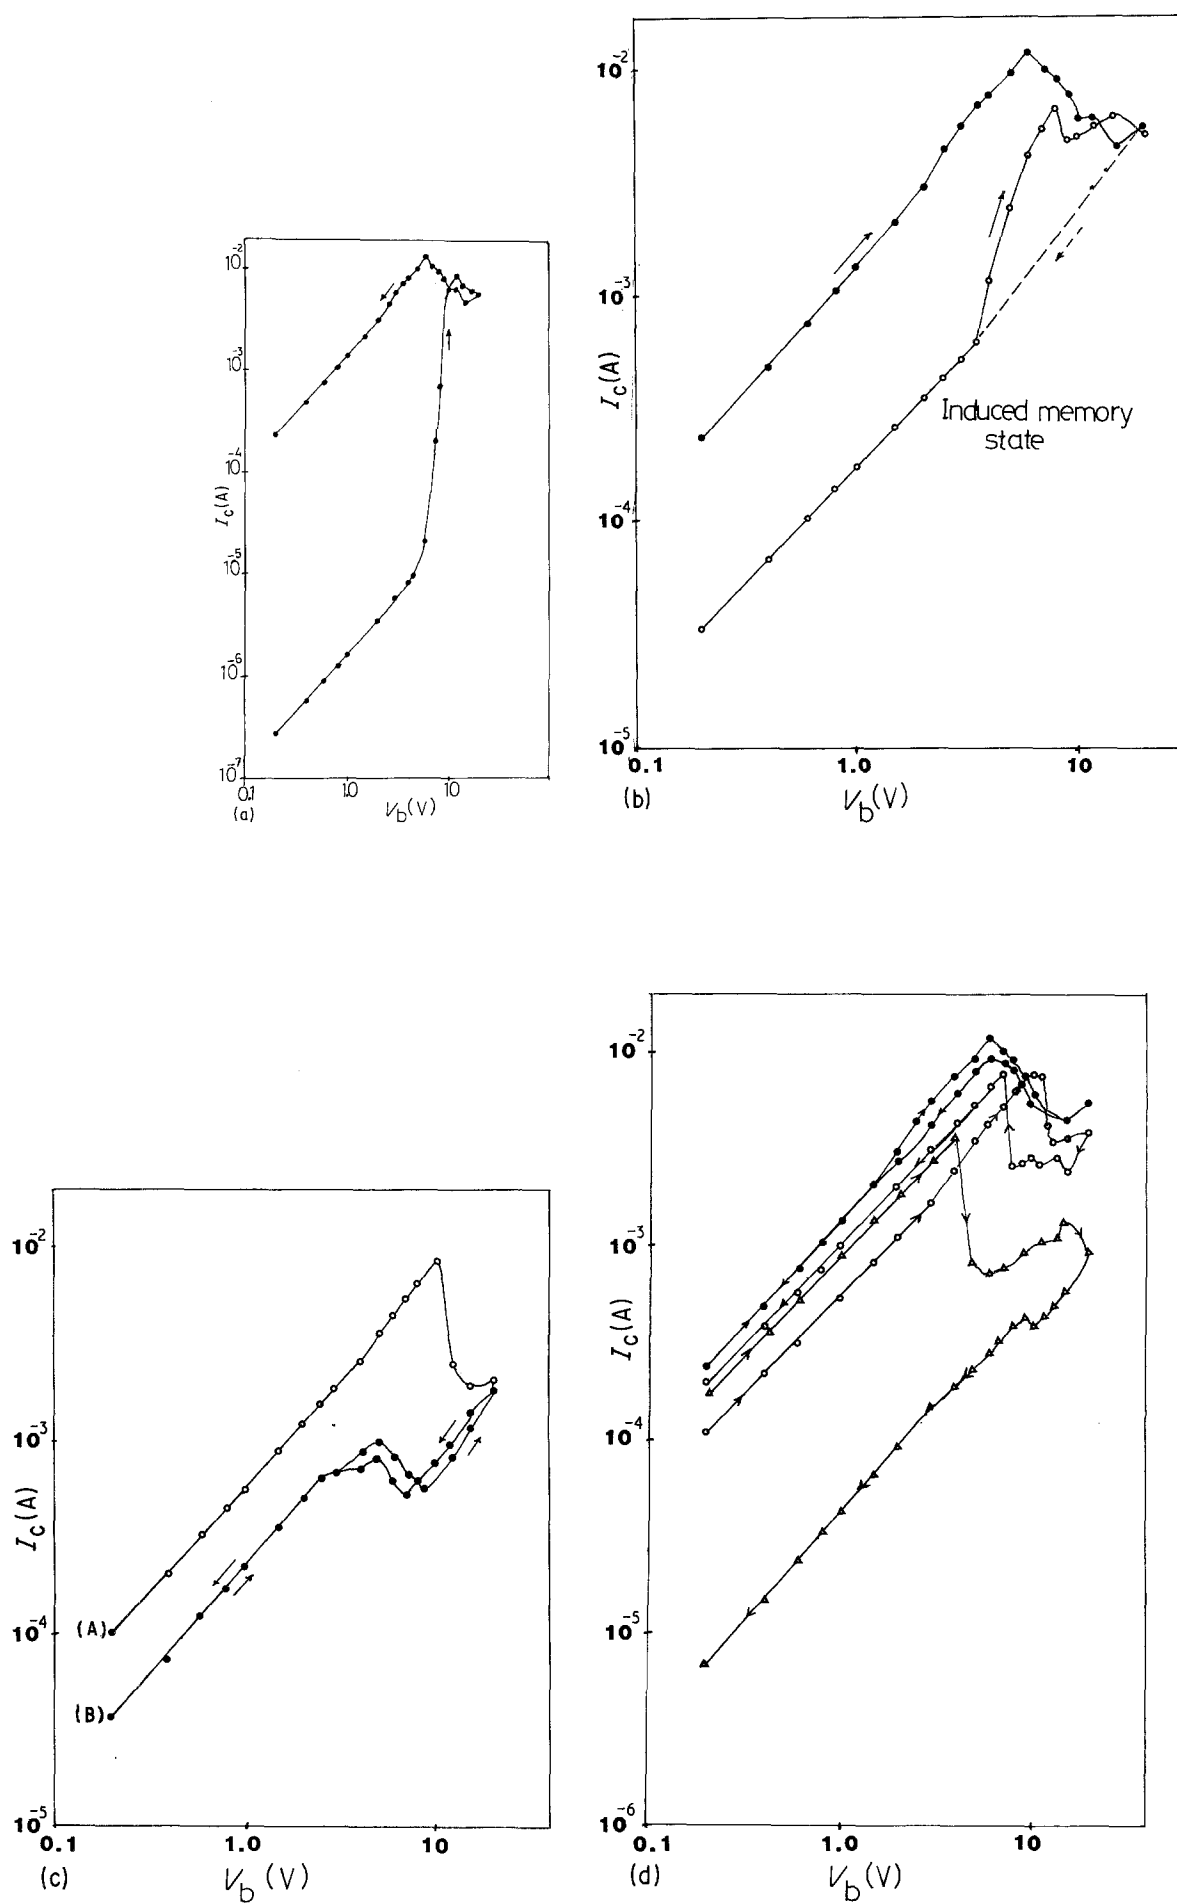 10⁻²
10⁻³
10⁻⁴
I_c(A)
10⁻⁵
10⁻⁶
10⁻⁷
0.1 1.0 10
(a) V_b(V)
10⁻²
10⁻³
I_c(A)
Induced memory
state
10⁻⁴
10⁻⁵
0.1 1.0 10
(b) V_b(V)
10⁻²
10⁻³
I_c(A)
(A) 10⁻⁴
(B)
10⁻⁵
0.1 1.0 10
(c) V_b(V)
10⁻²
10⁻³
I_c(A)
10⁻⁴
10⁻⁵
10⁻⁶
0.1 1.0 10
(d) V_b(V)